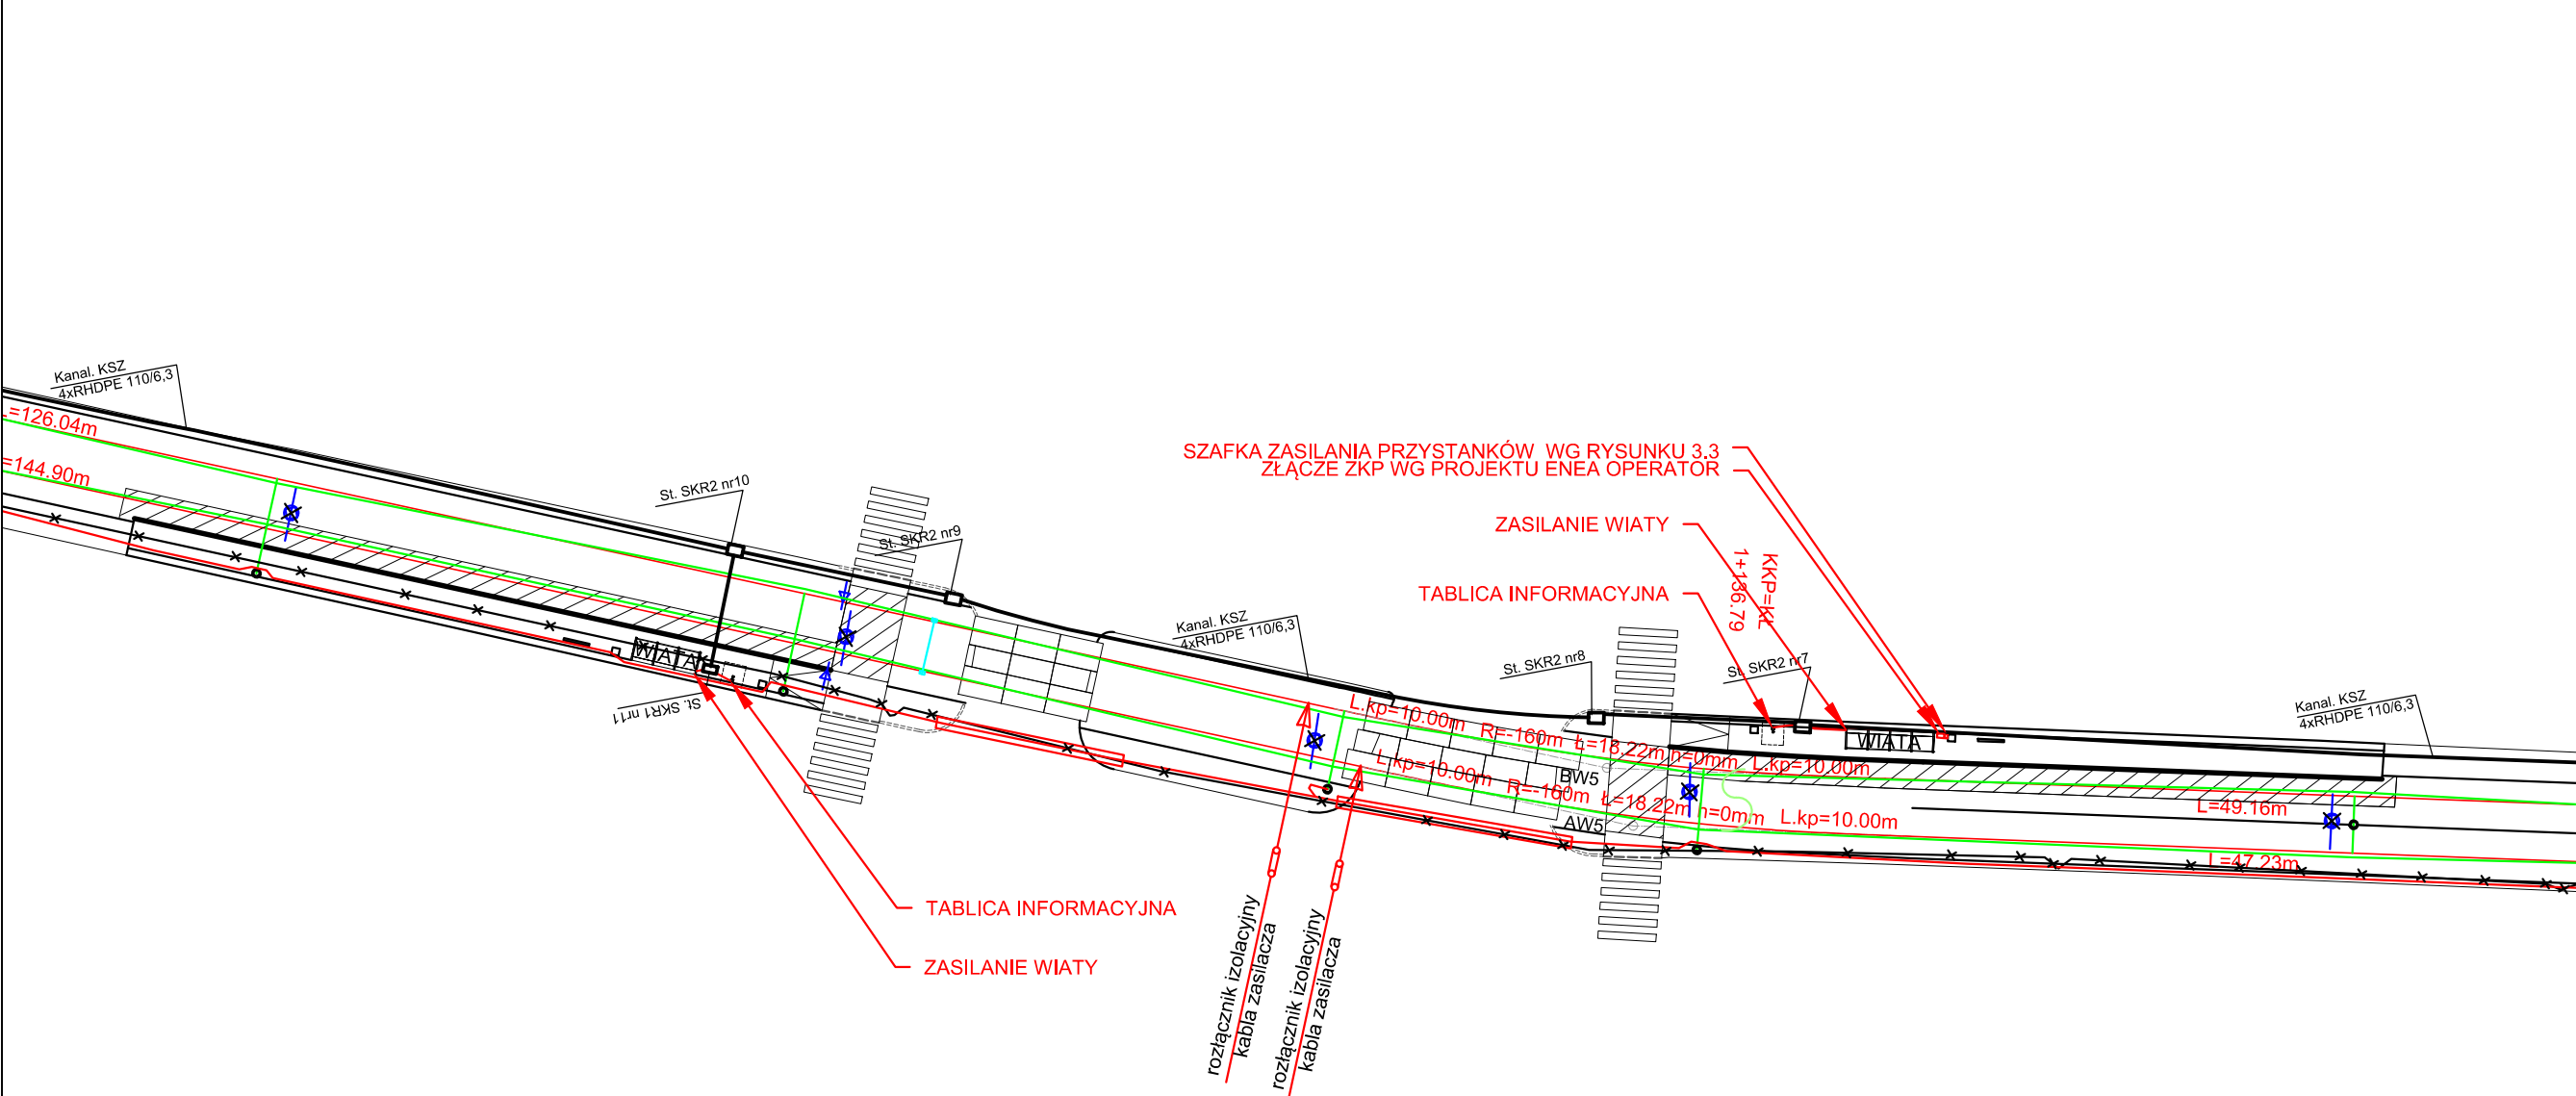 Kanal. KSZ
4xRHDPE 110/6,3
L=126.04m
=144.90m
St. SKR2 nr10
St. SKR2 nr9
WIATA
St. SKR1 nr11
TABLICA INFORMACYJNA
ZASILANIE WIATY
Kanal. KSZ
4xRHDPE 110/6,3
SZAFKA ZASILANIA PRZYSTANKÓW WG RYSUNKU 3.3
ZŁĄCZE ZKP WG PROJEKTU ENEA OPERATOR
ZASILANIE WIATY
TABLICA INFORMACYJNA
KKP=KŁ
1+136.79
St. SKR2 nr8
St. SKR2 nr7
WIATA
Kanal. KSZ
4xRHDPE 110/6,3
L.kp=10.00m R=-160m Ł=18.22m h=0mm L.kp=10.00m
L.kp=10.00m R=-160m Ł=18.22m h=0mm L.kp=10.00m
BW5
AW5
L=49.16m
L=47.23m
rozłącznik izolacyjny
kabla zasilacza
rozłącznik izolacyjny
kabla zasilacza